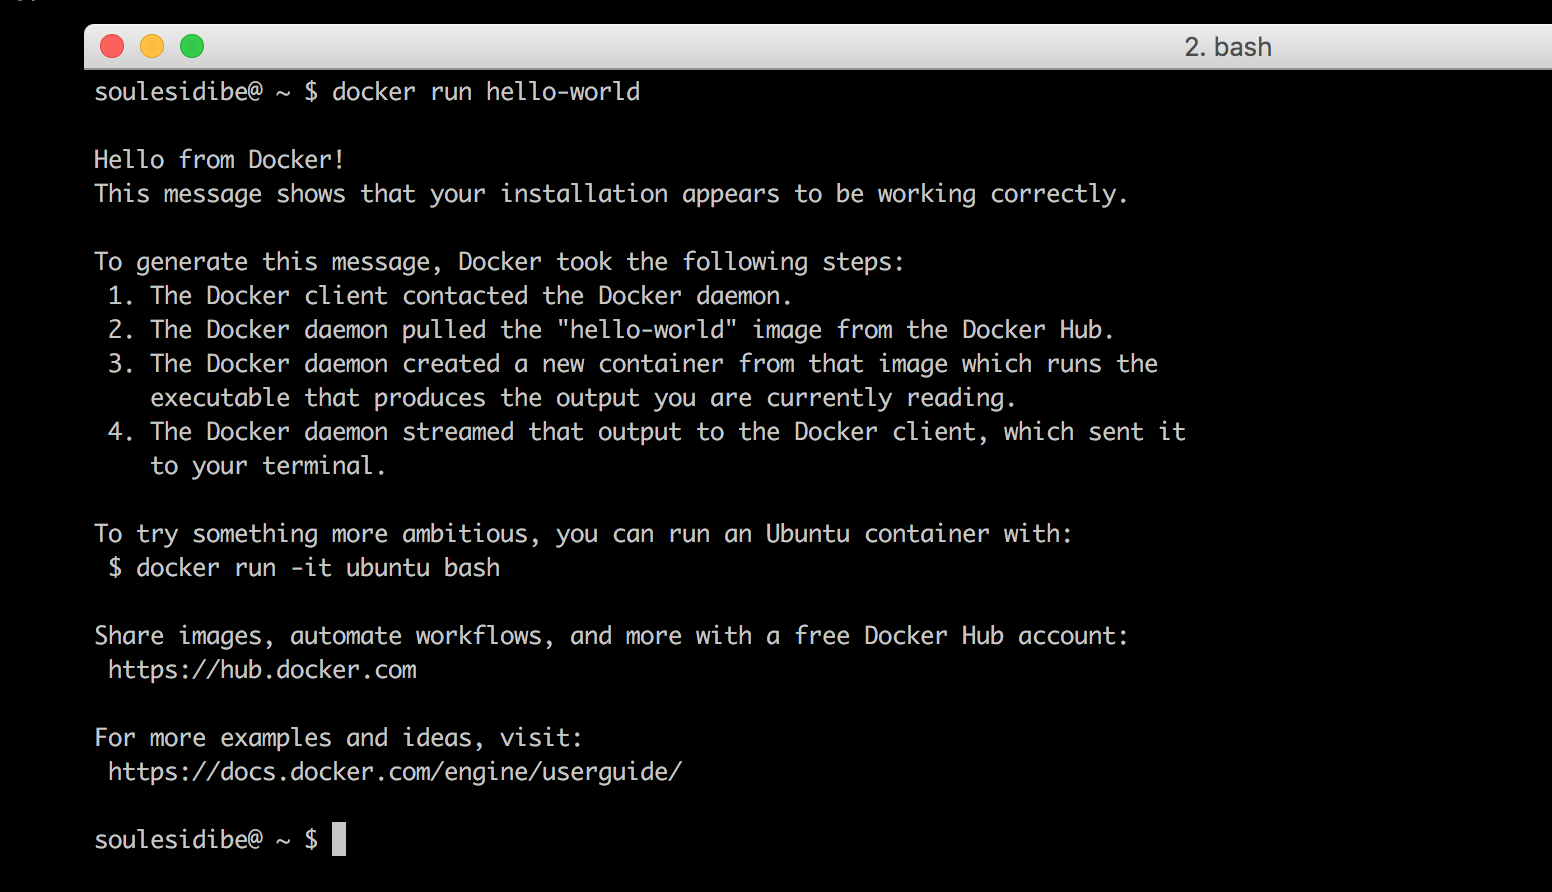 2. bash
soulesidibe@ ~ $ docker run hello-world
Hello from Docker!
This message shows that your installation appears to be working correctly.
To generate this message, Docker took the following steps:
1. The Docker client contacted the Docker daemon.
2. The Docker daemon pulled the "hello-world" image from the Docker Hub.
3. The Docker daemon created a new container from that image which runs the
executable that produces the output you are currently reading.
4. The Docker daemon streamed that output to the Docker client, which sent it
to your terminal.
To try something more ambitious, you can run an Ubuntu container with:
$ docker run -it ubuntu bash
Share images, automate workflows, and more with a free Docker Hub account:
https://hub.docker.com
For more examples and ideas, visit:
https://docs.docker.com/engine/userguide/
soulesidibe@ ~ $